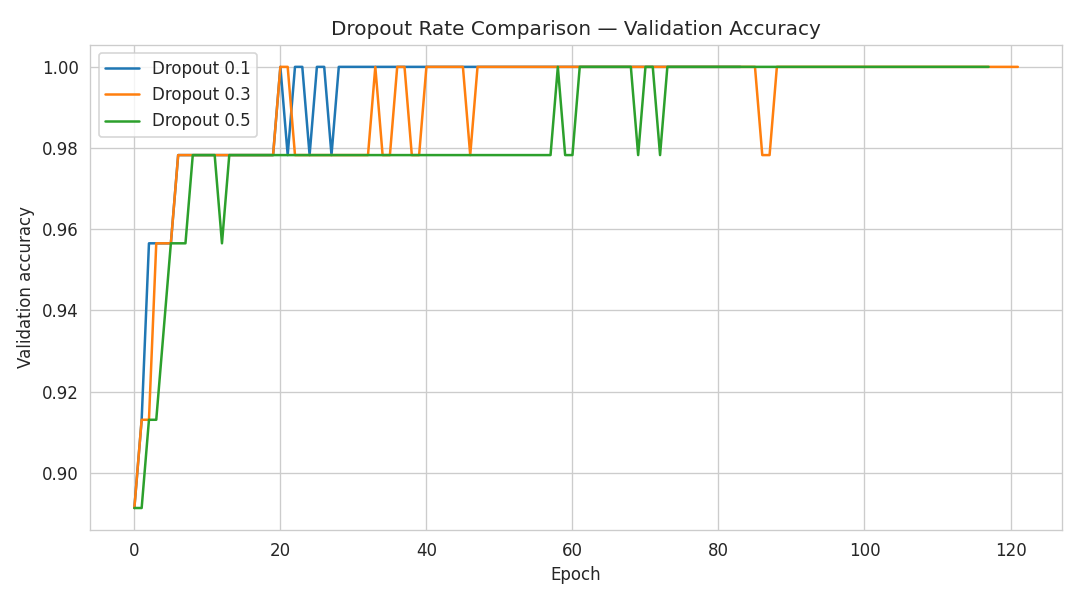 Dropout Rate Comparison — Validation Accuracy
Dropout 0.1
Dropout 0.3
Dropout 0.5
1.00
0.98
0.96
0.94
0.92
0.90
Validation accuracy
0 20 40 60 80 100 120
Epoch